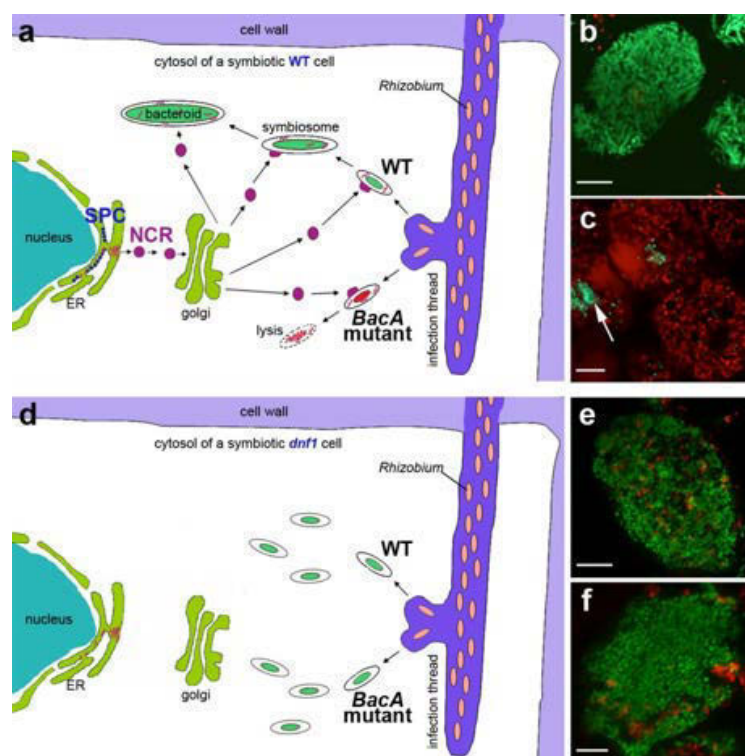 a
cell wall
cytosol of a symbiotic WT cell
Rhizobium
bacteroid
symbiosome
WT
SPC
nucleus
NCR
ER
golgi
BacA
mutant
lysis
infection thread
b
c
d
cell wall
cytosol of a symbiotic dnf1 cell
Rhizobium
WT
nucleus
ER
golgi
BacA
mutant
infection thread
e
f